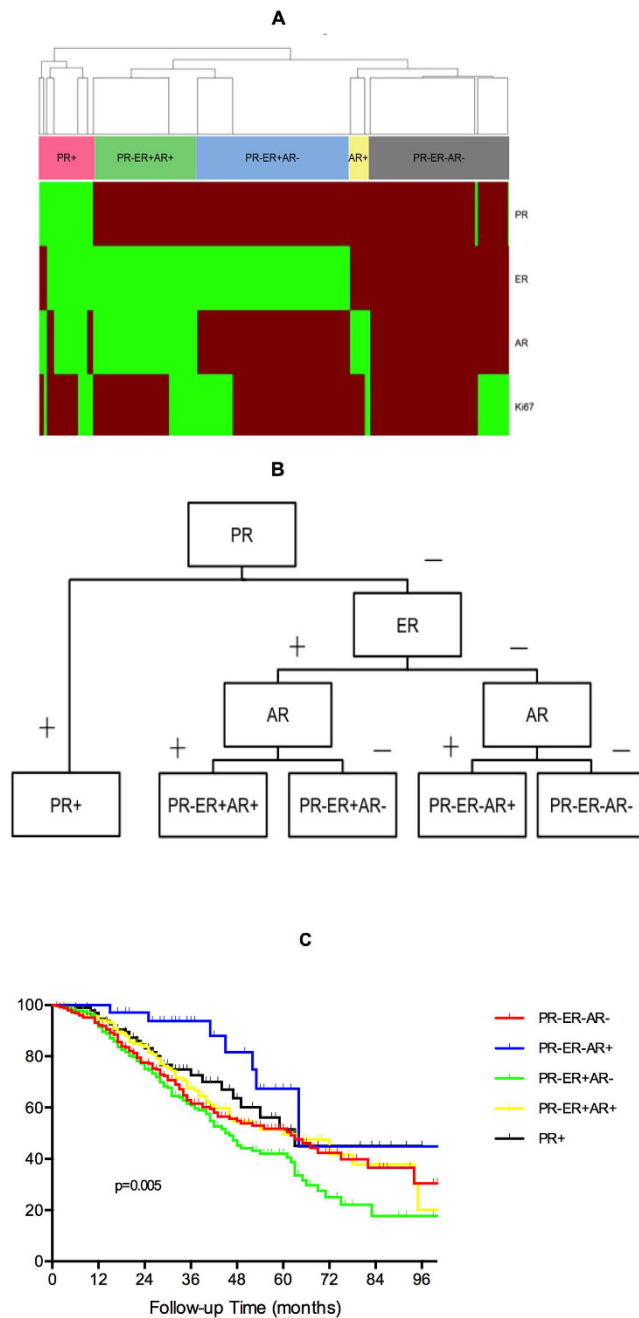 A
PR+ PR-ER+AR+ PR-ER+AR- AR+ PR-ER-AR-
PR
ER
AR
Ki67
B
PR
−
ER
+ −
AR AR
+ + − + −
PR+ PR-ER+AR+ PR-ER+AR- PR-ER-AR+ PR-ER-AR-
C
100
80
60
40
20
0
p=0.005
0 12 24 36 48 60 72 84 96
Follow-up Time (months)
PR-ER-AR-
PR-ER-AR+
PR-ER+AR-
PR-ER+AR+
PR+